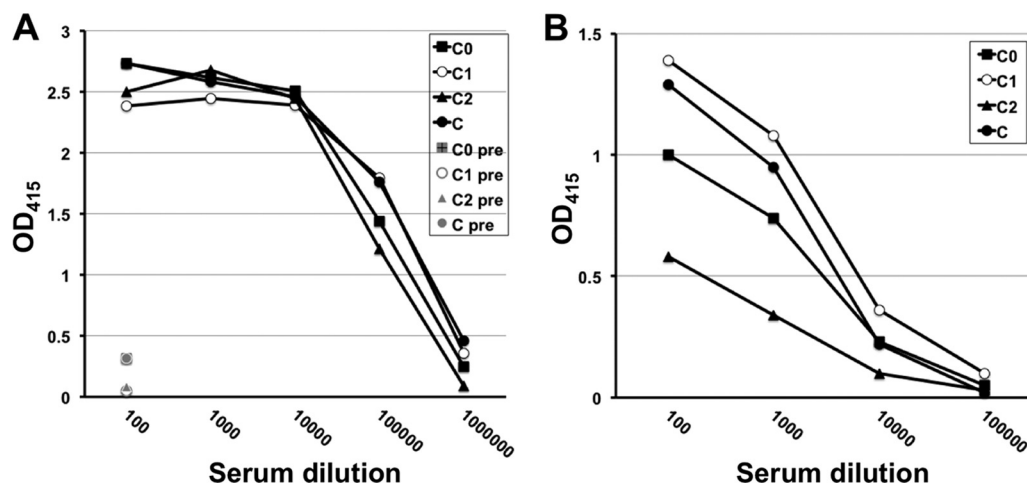 A
3
2.5
2
1.5
1
0.5
0
OD415
100
1000
10000
100000
1000000
Serum dilution
C0
C1
C2
C
C0 pre
C1 pre
C2 pre
C pre
B
1.5
1
0.5
0
OD415
100
1000
10000
100000
Serum dilution
C0
C1
C2
C